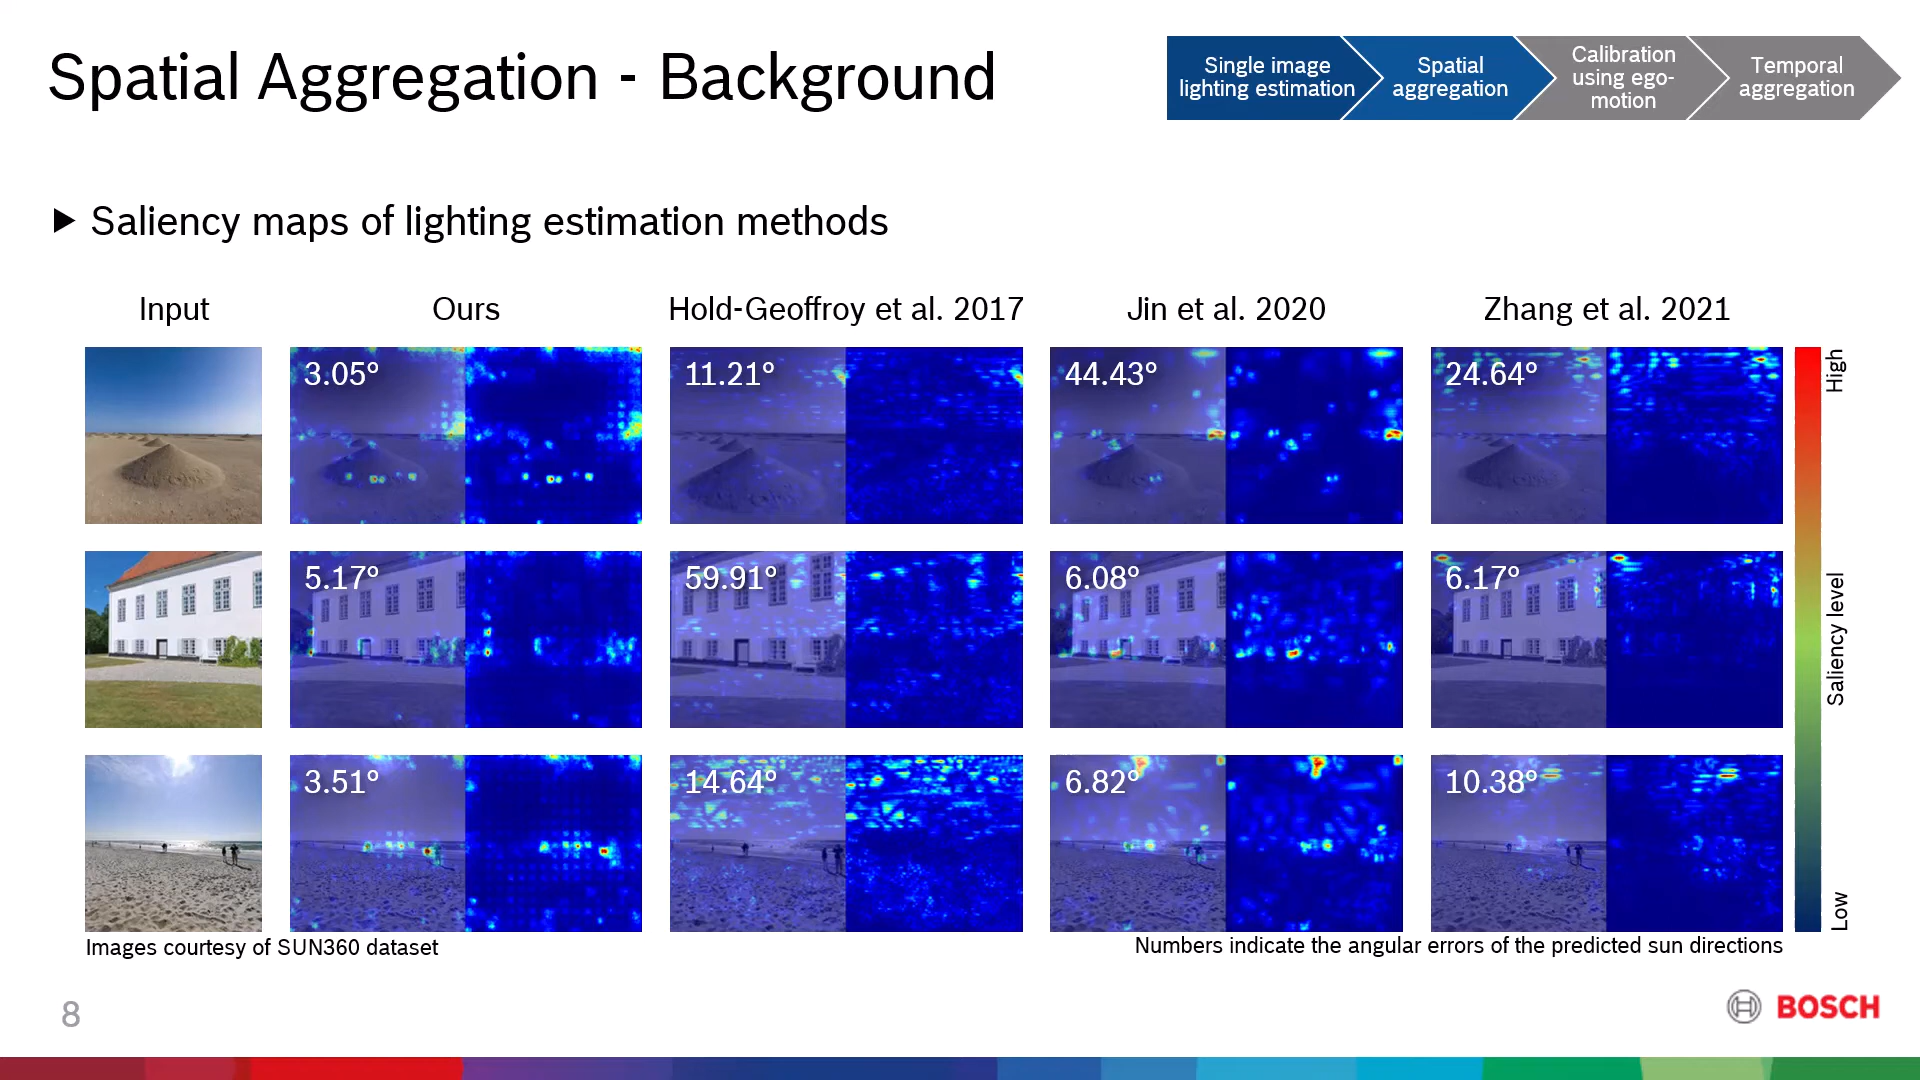 Spatial Aggregation - Background
Single image
lighting estimation
Spatial
aggregation
Calibration
using ego-
motion
Temporal
aggregation
Saliency maps of lighting estimation methods
Input
Ours
Hold-Geoffroy et al. 2017
Jin et al. 2020
Zhang et al. 2021
3.05°
11.21°
44.43°
24.64°
High
5.17°
59.91°
6.08°
6.17°
Saliency level
3.51°
14.64°
6.82°
10.38°
Low
Images courtesy of SUN360 dataset
Numbers indicate the angular errors of the predicted sun directions
8
BOSCH